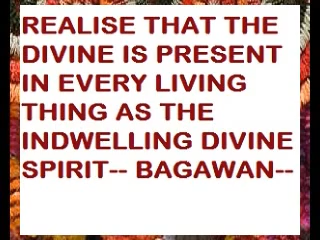 REALISE THAT THE
DIVINE IS PRESENT
IN EVERY LIVING
THING AS THE
INDWELLING DIVINE
SPIRIT-- BAGAWAN--